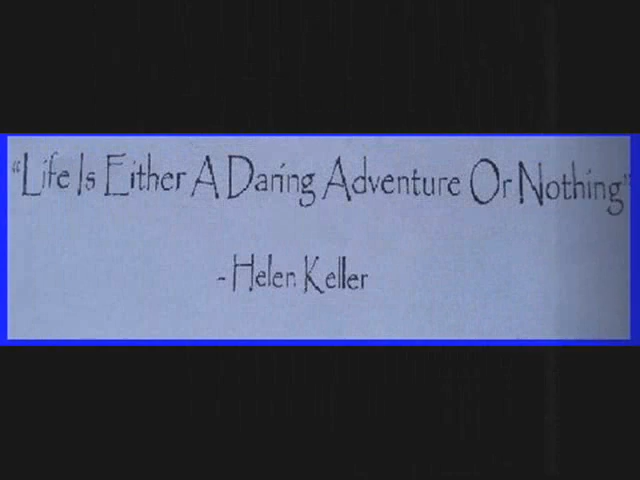 “Life Is Either A Daring Adventure Or Nothing”
- Helen Keller